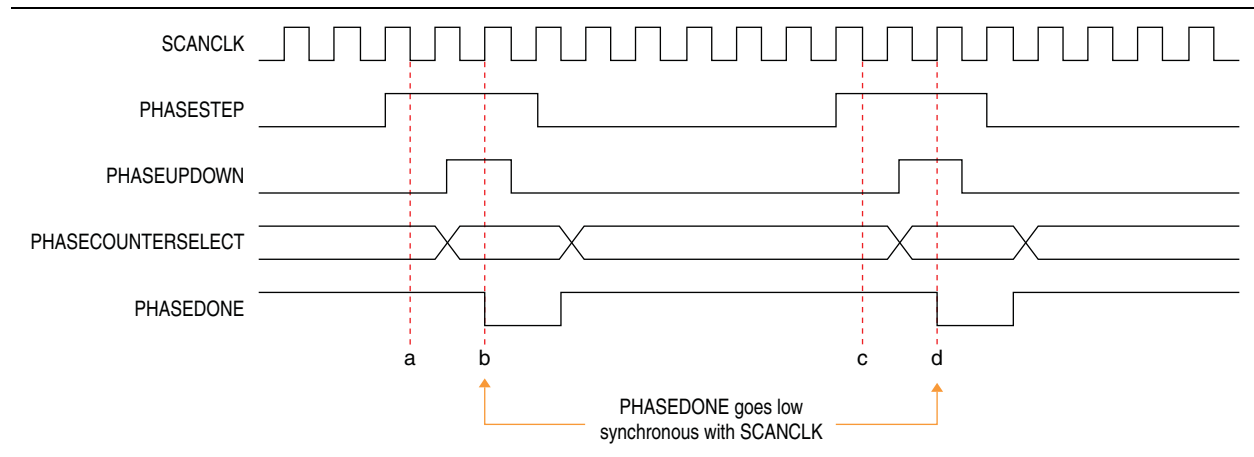 SCANCLK
PHASESTEP
PHASEUPDOWN
PHASECOUNTERSELECT
PHASEDONE
a b c d
PHASEDONE goes low
synchronous with SCANCLK